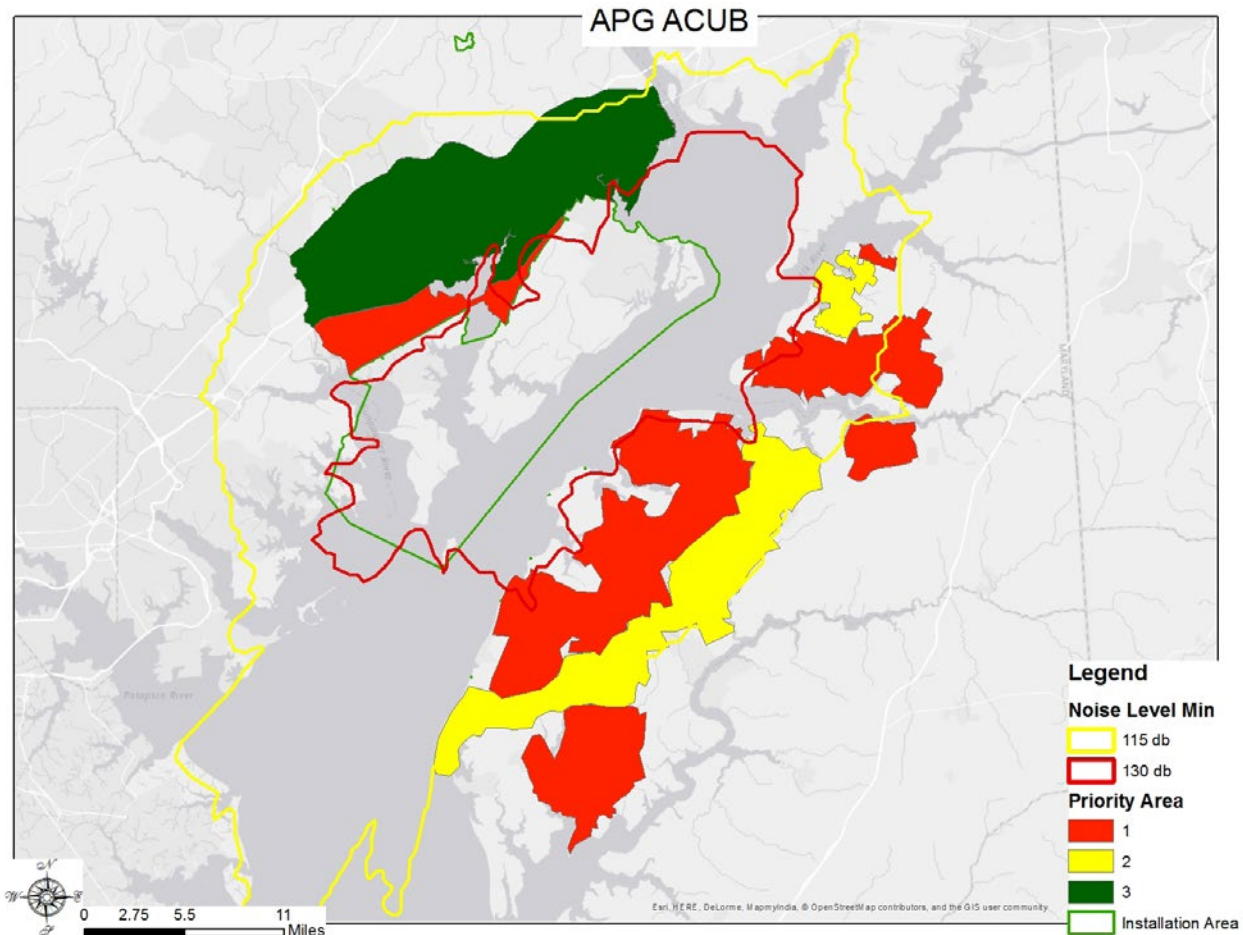 APG ACUB
MARYLAND
Patapsco River
Legend
Noise Level Min
115 db
130 db
Priority Area
1
2
3
Installation Area
N
W
E
S
0 2.75 5.5 11
Miles
Esri, HERE, DeLorme, MapmyIndia, © OpenStreetMap contributors, and the GIS user community